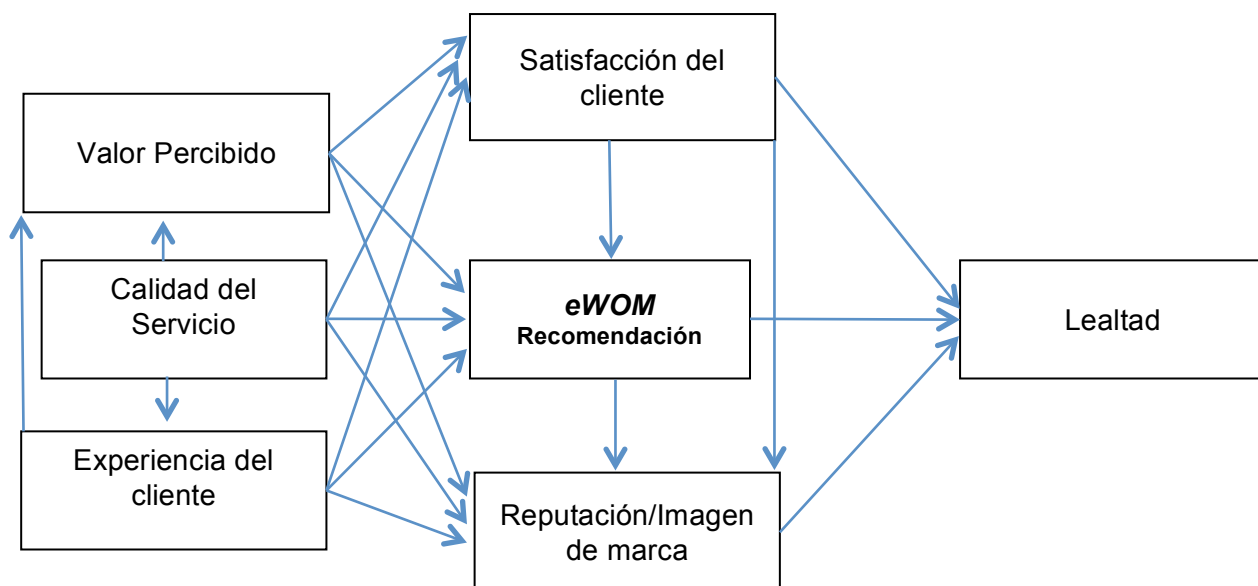 Valor Percibido
Calidad del
Servicio
Experiencia del
cliente
Satisfacción del
cliente
eWOM
Recomendación
Reputación/Imagen
de marca
Lealtad